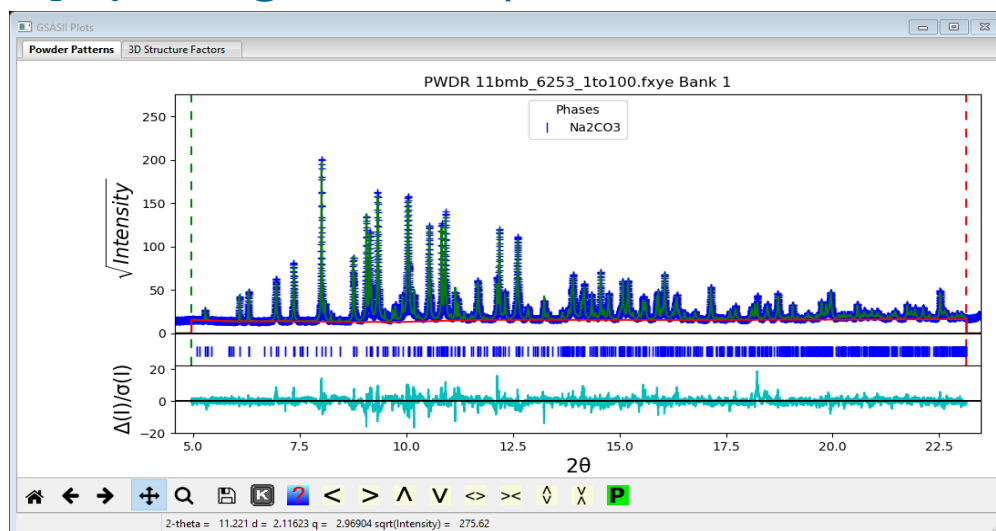 GSASII Plots
Powder Patterns 3D Structure Factors
PWDR 11bmb_6253_1to100.fxye Bank 1
Phases
Na2CO3
√Intensity
250
200
150
100
50
0
Δ(I)/σ(I)
20
0
−20
5.0 7.5 10.0 12.5 15.0 17.5 20.0 22.5
2θ
K ? < > Λ V <> >< P
2-theta = 11.221 d = 2.11623 q = 2.96904 sqrt(Intensity) = 275.62